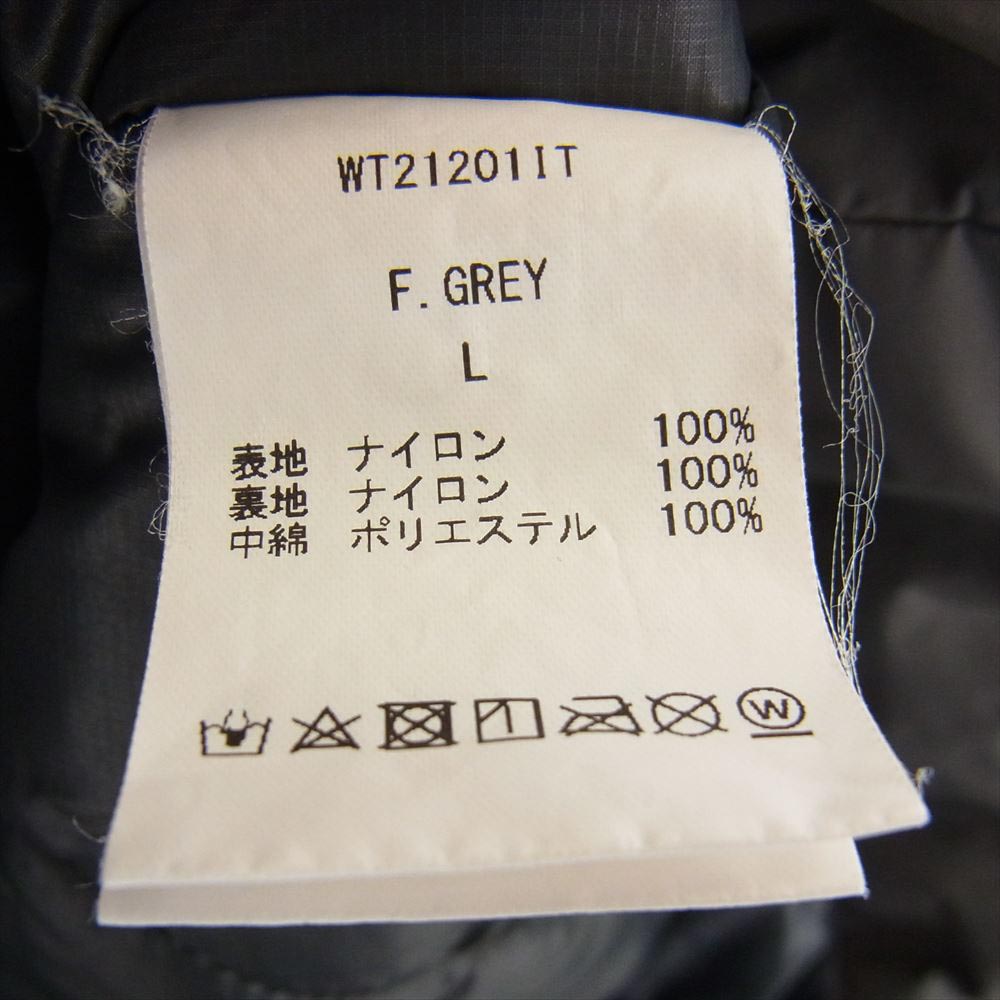 WT21201IT
F. GREY
L
表地 ナイロン 100%
裏地 ナイロン 100%
中綿 ポリエステル 100%
W